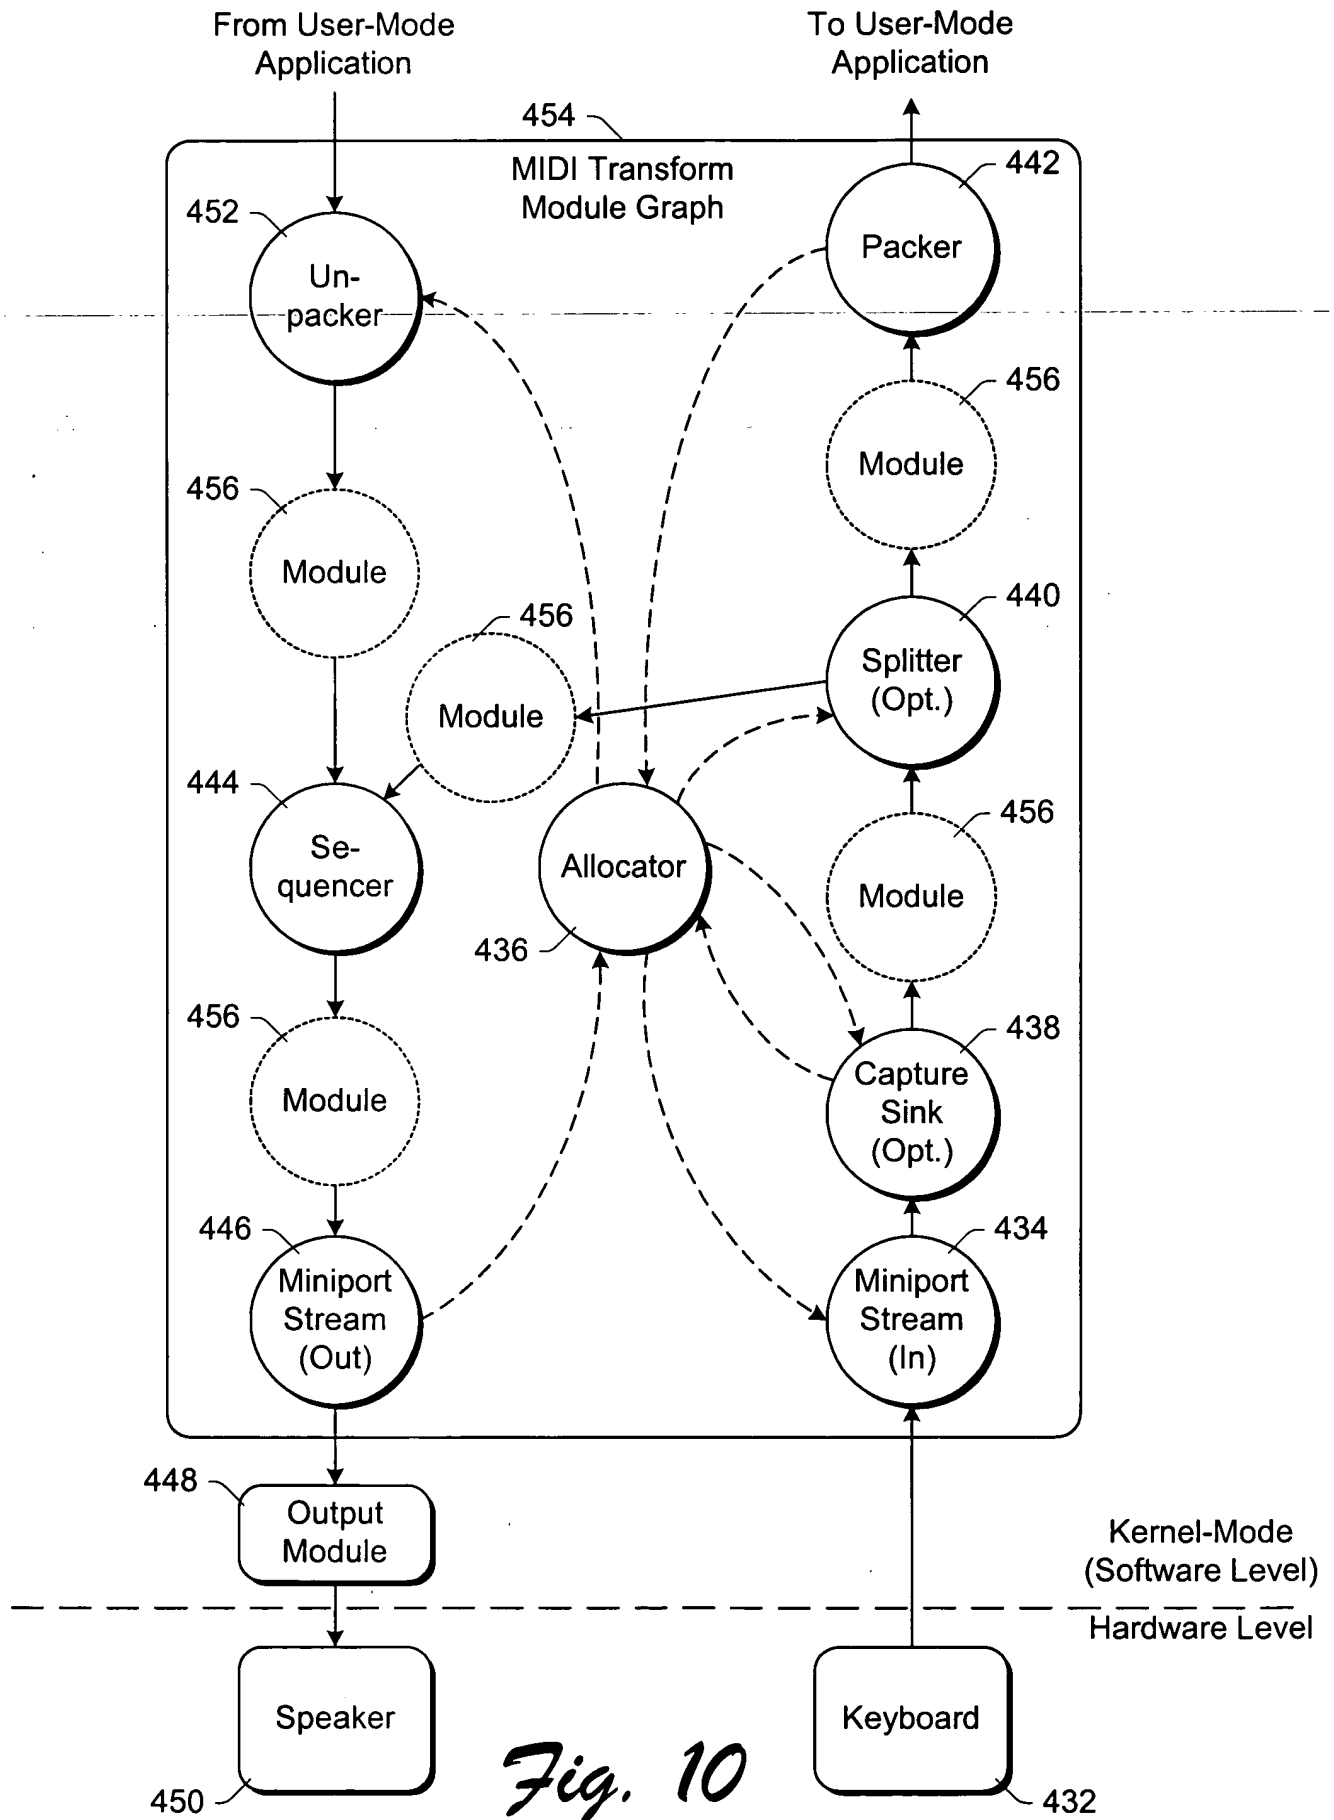 From User-Mode
Application
To User-Mode
Application
454
MIDI Transform
Module Graph
442
452
Packer
Un-
packer
456
Module
456
Module
440
456
Splitter
(Opt.)
Module
444
456
Se-
quencer
Allocator
Module
436
456
438
Module
Capture
Sink
(Opt.)
446
434
Miniport
Stream
(Out)
Miniport
Stream
(In)
448
Output
Module
Kernel-Mode
(Software Level)
Hardware Level
Speaker
Keyboard
450
Fig. 10
432